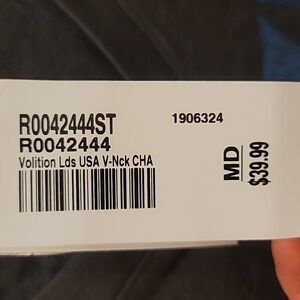 R0042444ST
1906324
R0042444
Volition Lds USA V-Nck CHA
MD
$39.99